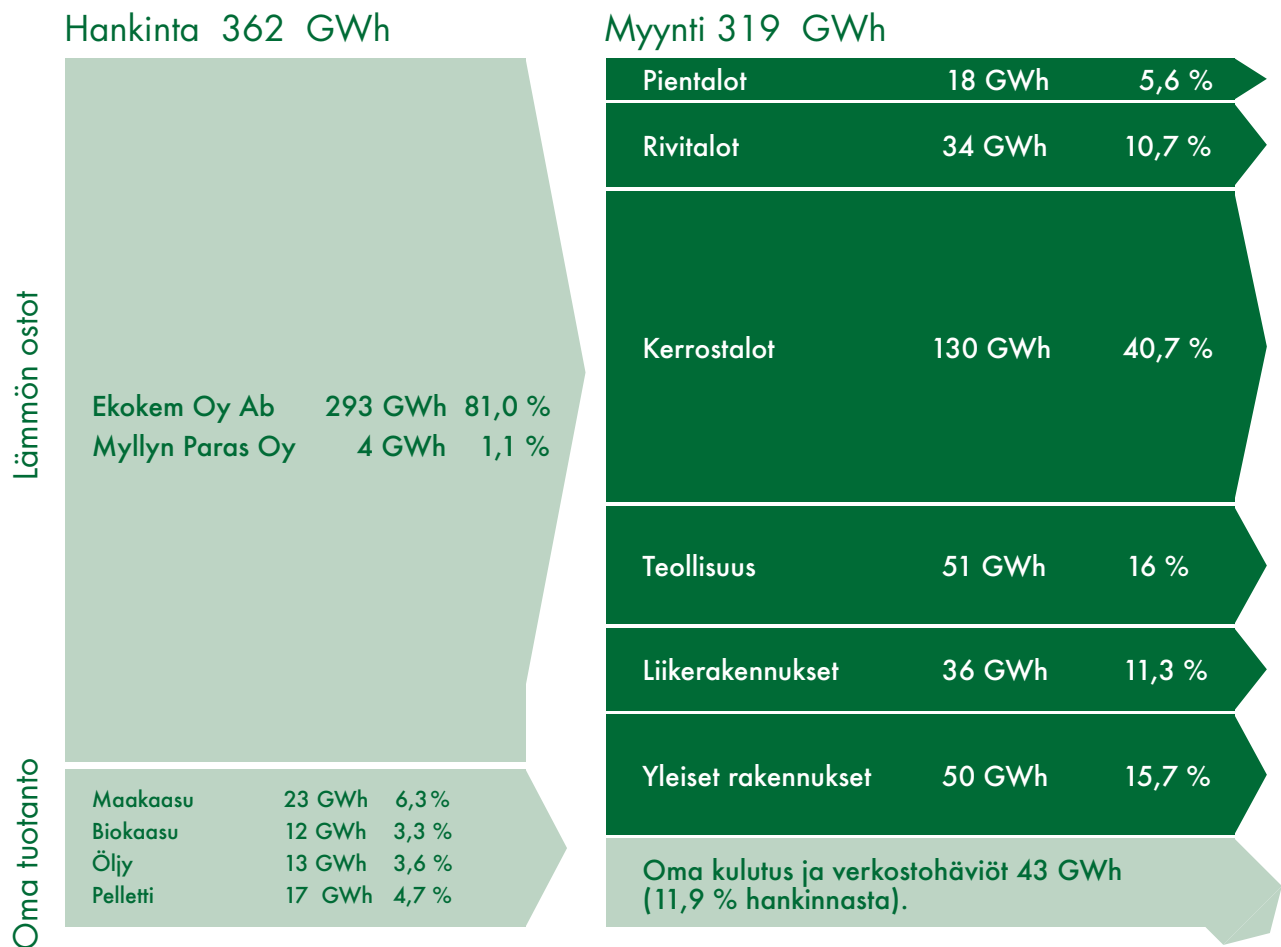 Hankinta 362 GWh
Lämmön ostot
Ekokem Oy Ab 293 GWh 81,0 %
Myllyn Paras Oy 4 GWh 1,1 %
Oma tuotanto
Maakaasu 23 GWh 6,3%
Biokaasu 12 GWh 3,3 %
Öljy 13 GWh 3,6 %
Pelletti 17 GWh 4,7 %
Myynti 319 GWh
Pientalot 18 GWh 5,6 %
Rivitalot 34 GWh 10,7 %
Kerrostalot 130 GWh 40,7 %
Teollisuus 51 GWh 16 %
Liikerakennukset 36 GWh 11,3 %
Yleiset rakennukset 50 GWh 15,7 %
Oma kulutus ja verkostohäviöt 43 GWh
(11,9 % hankinnasta).